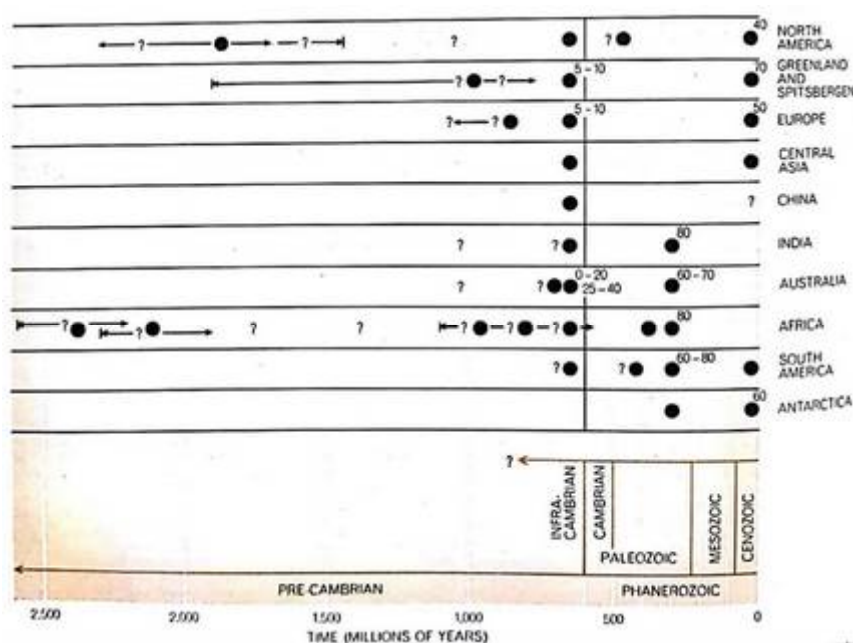 ? ? ? ? 40 NORTH AMERICA
? ? 5–10 70 GREENLAND AND SPITSBERGEN
? ? 5–10 50 EUROPE
CENTRAL ASIA
? CHINA
? ? 80 INDIA
? ? 0–20 25–40 60–70 AUSTRALIA
? ? ? ? ? ? ? 80 AFRICA
? ? 60–80 SOUTH AMERICA
60 ANTARCTICA
?
INFRA-CAMBRIAN CAMBRIAN PALEOZOIC MESOZOIC CENOZOIC
PRE-CAMBRIAN PHANEROZOIC
2,500 2,000 1,000 500 0
TIME (MILLIONS OF YEARS)